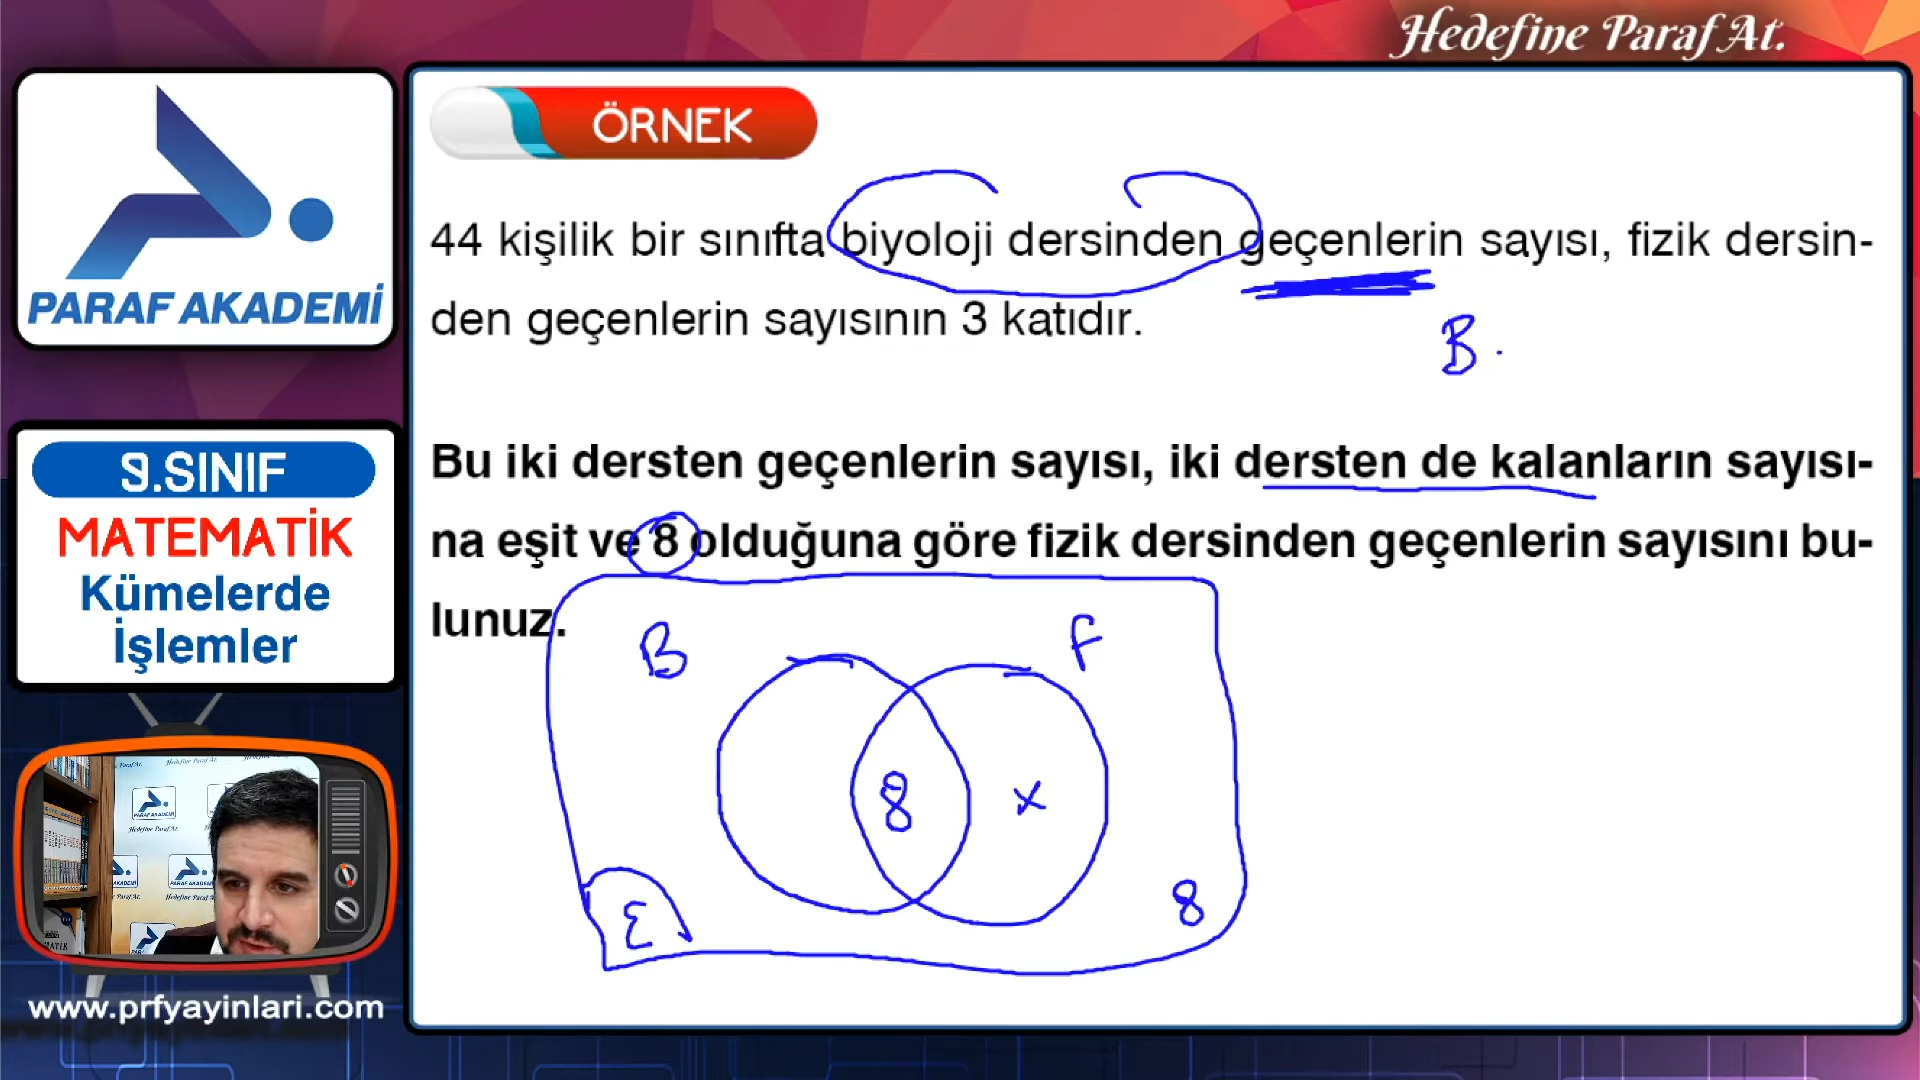 Hedefine Paraf At.
PARAF AKADEMİ
9.SINIF
MATEMATİK
Kümelerde
İşlemler
www.prfyayinlari.com
ÖRNEK
44 kişilik bir sınıfta biyoloji dersinden geçenlerin sayısı, fizik dersin-
den geçenlerin sayısının 3 katıdır.
B .
Bu iki dersten geçenlerin sayısı, iki dersten de kalanların sayısı-
na eşit ve 8 olduğuna göre fizik dersinden geçenlerin sayısını bu-
lunuz.
B F
8 x
8
E